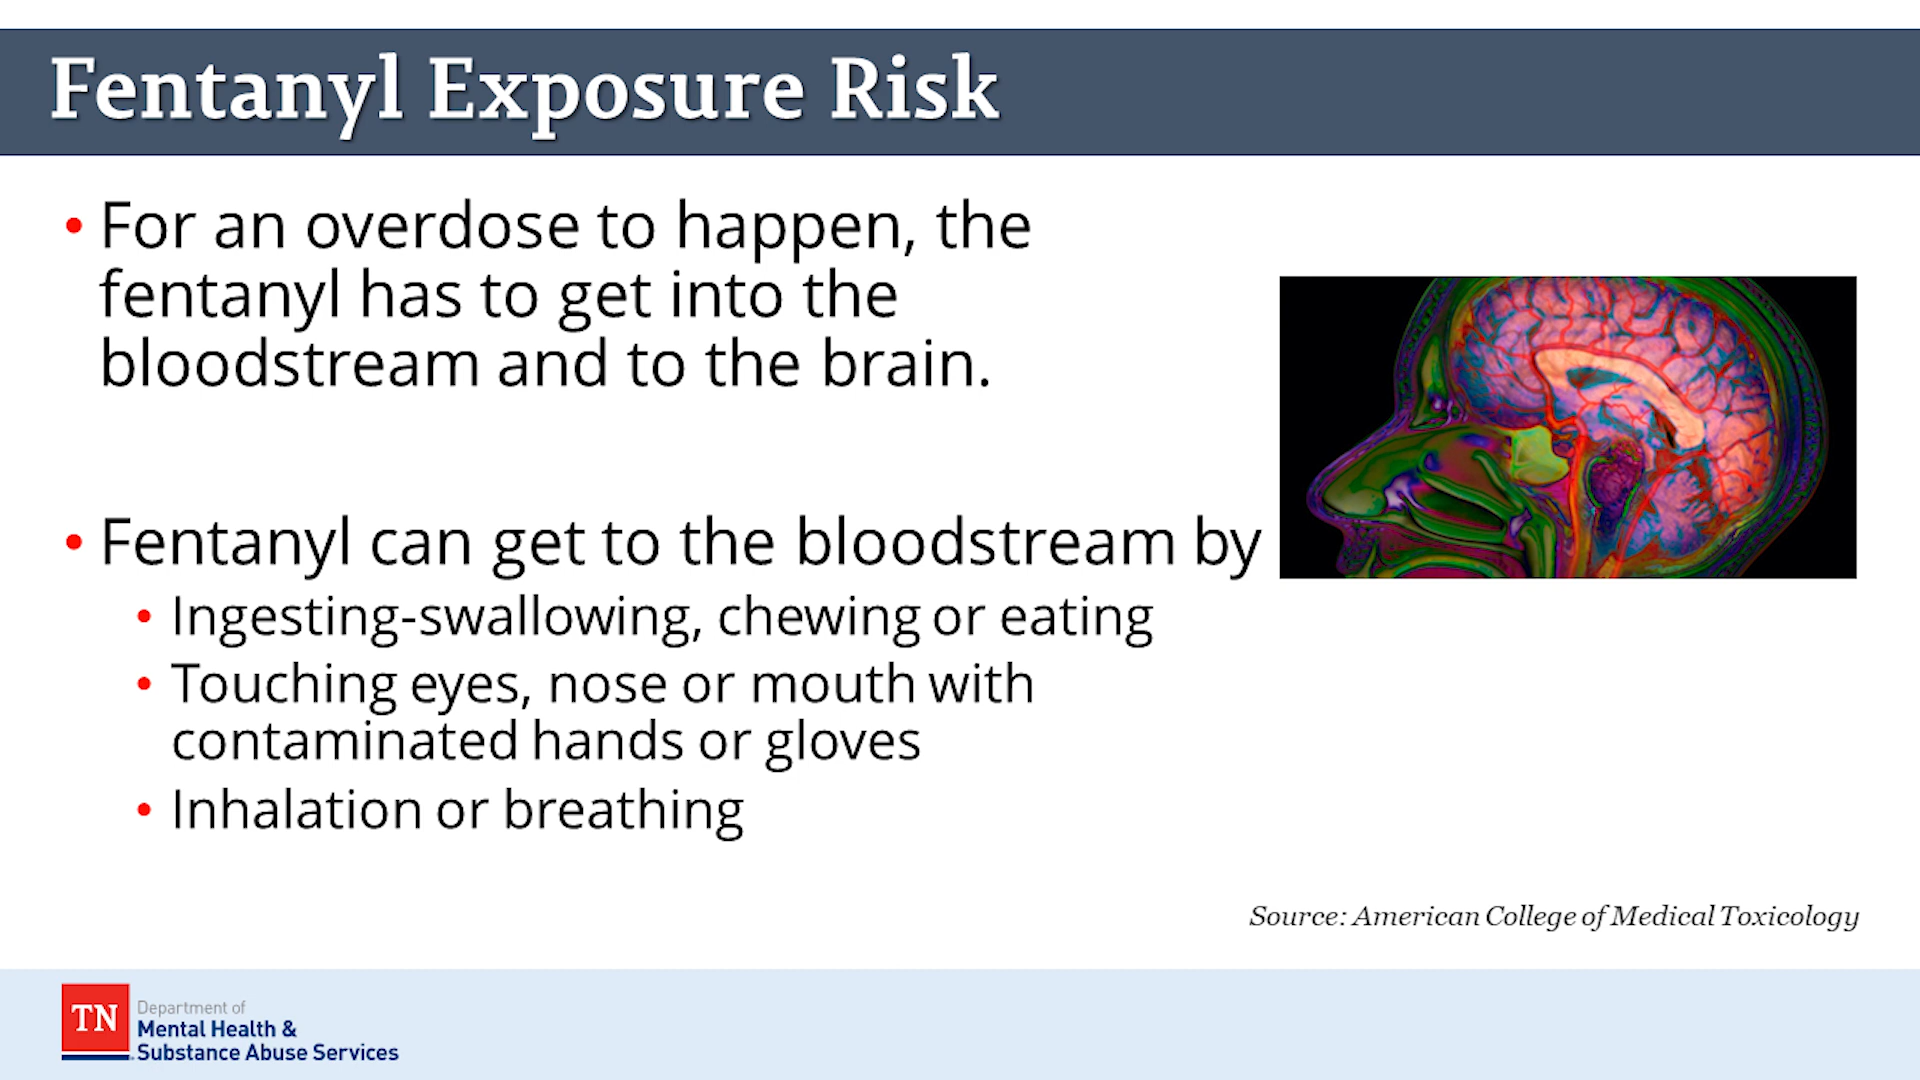 Fentanyl Exposure Risk
• For an overdose to happen, the
fentanyl has to get into the
bloodstream and to the brain.
• Fentanyl can get to the bloodstream by
• Ingesting-swallowing, chewing or eating
• Touching eyes, nose or mouth with
contaminated hands or gloves
• Inhalation or breathing
Source: American College of Medical Toxicology
TN
Department of
Mental Health &
Substance Abuse Services